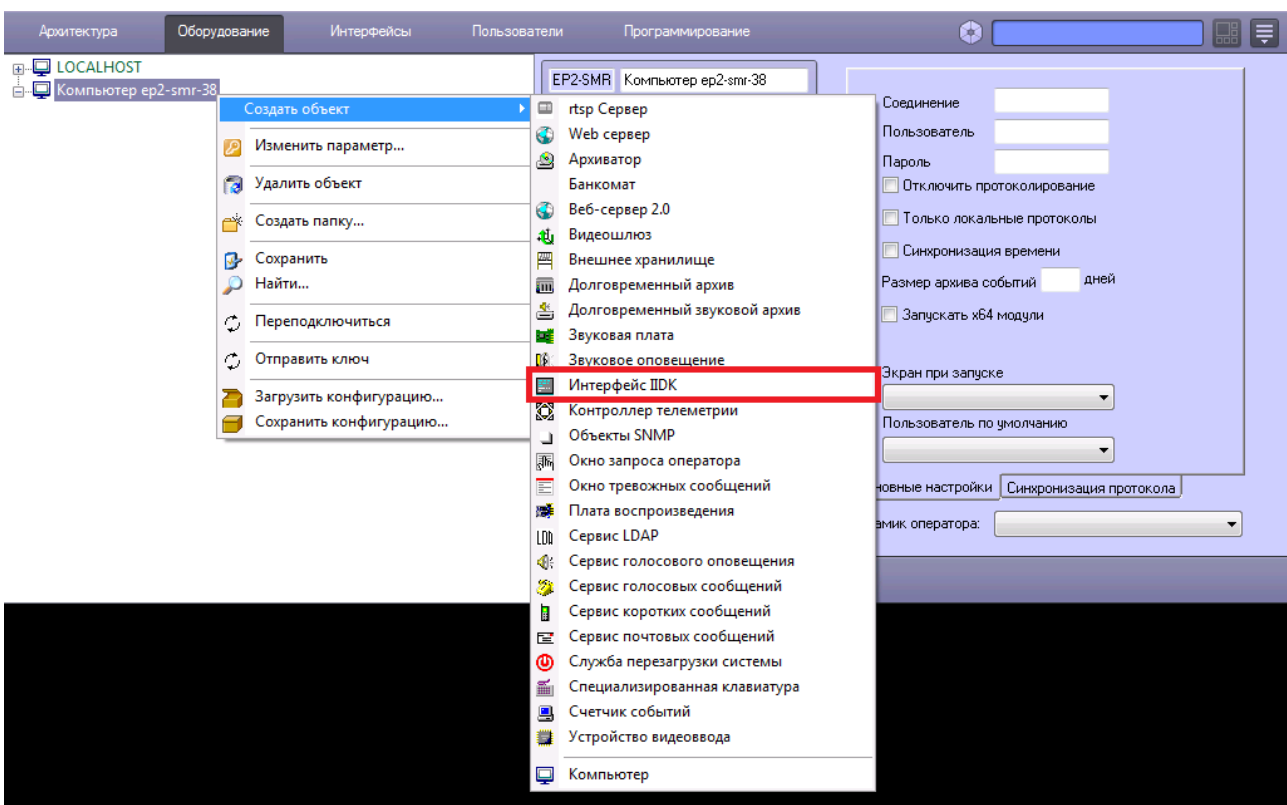 Архитектура
Оборудование
Интерфейсы
Пользователи
Программирование
LOCALHOST
Компьютер ep2-smr-38
Создать объект
Изменить параметр...
Удалить объект
Создать папку...
Сохранить
Найти...
Переподключиться
Отправить ключ
Загрузить конфигурацию...
Сохранить конфигурацию...
rtsp Сервер
Web сервер
Архиватор
Банкомат
Веб-сервер 2.0
Видеошлюз
Внешнее хранилище
Долговременный архив
Долговременный звуковой архив
Звуковая плата
Звуковое оповещение
Интерфейс IIDK
Контроллер телеметрии
Объекты SNMP
Окно запроса оператора
Окно тревожных сообщений
Плата воспроизведения
Сервис LDAP
Сервис голосового оповещения
Сервис голосовых сообщений
Сервис коротких сообщений
Сервис почтовых сообщений
Служба перезагрузки системы
Специализированная клавиатура
Счетчик событий
Устройство видеоввода
Компьютер
EP2-SMR Компьютер ep2-smr-38
Соединение
Пользователь
Пароль
Отключить протоколирование
Только локальные протоколы
Синхронизация времени
Размер архива событий дней
Запускать x64 модули
Экран при запуске
Пользователь по умолчанию
новные настройки Синхронизация протокола
амик оператора: